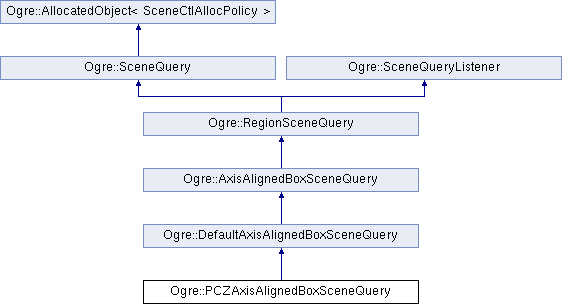 Ogre::AllocatedObject< SceneCtlAllocPolicy >
Ogre::SceneQuery
Ogre::SceneQueryListener
Ogre::RegionSceneQuery
Ogre::AxisAlignedBoxSceneQuery
Ogre::DefaultAxisAlignedBoxSceneQuery
Ogre::PCZAxisAlignedBoxSceneQuery